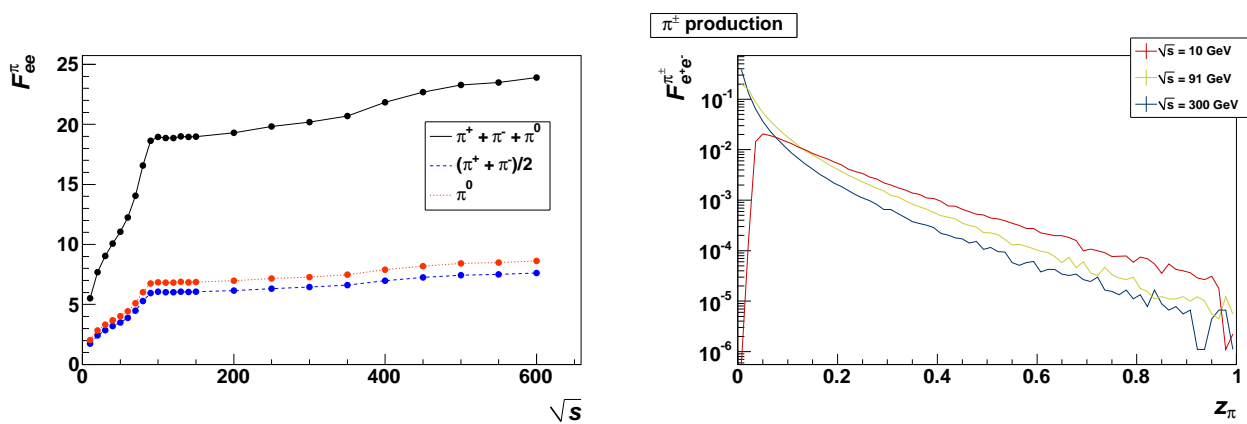 F_ee^π
25
20
15
10
5
0
π⁺ + π⁻ + π⁰
(π⁺ + π⁻)/2
π⁰
0 200 400 600
√s
π± production
F_e⁺e⁻^π±
10⁻¹
10⁻²
10⁻³
10⁻⁴
10⁻⁵
10⁻⁶
√s = 10 GeV
√s = 91 GeV
√s = 300 GeV
0 0.2 0.4 0.6 0.8 1
z_π